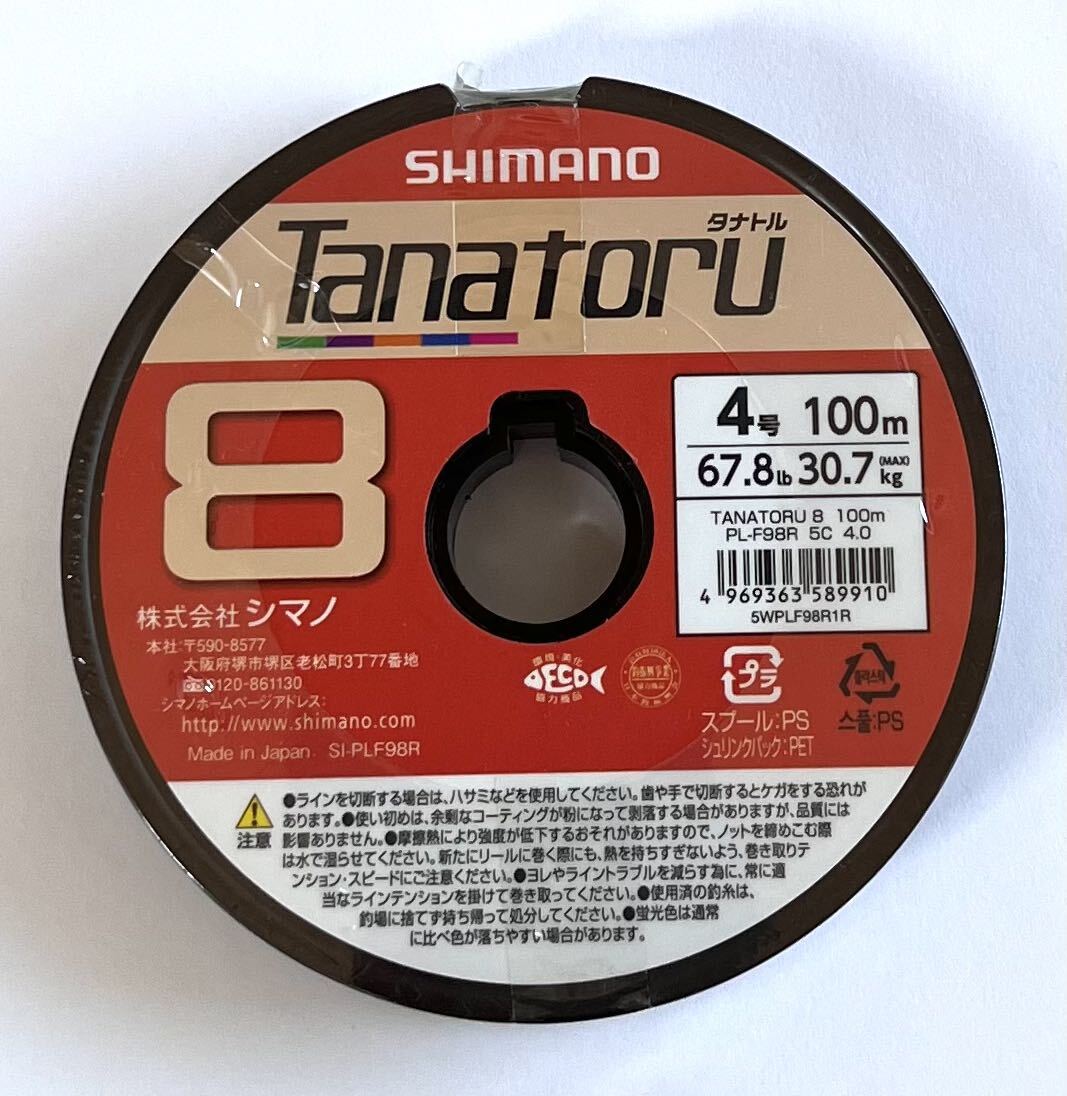 SHIMANO
タナトル
Tanatoru
8
4号 100m
67.8lb 30.7kg (MAX)
TANATORU 8 100m
PL-F98R 5C 4.0
4 969363 589910
5WPLF98R1R
株式会社 シマノ
本社:〒590-8577
大阪府堺市堺区老松町3丁77番地
0120-861130
シマノホームページアドレス:
http://www.shimano.com
Made in Japan SI-PLF98R
環境・美化
ECO
協力商品
プラ
スプール:PS
シュリンクパック:PET
플라스틱
스풀:PS
注意
●ラインを切断する場合は、ハサミなどを使用してください。歯や手で切断するとケガをする恐れが
あります。●使い初めは、余剰なコーティングが粉になって剥落する場合がありますが、品質には
影響ありません。●摩擦熱により強度が低下するおそれがありますので、ノットを締めこむ際
は水で湿らせてください。新たにリールに巻く際にも、熱を持ちすぎないよう、巻き取りテ
ンション・スピードにご注意ください。●ヨレやライントラブルを減らす為に、常に適
当なラインテンションを掛けて巻き取ってください。●使用済の釣糸は、
釣場に捨てず持ち帰って処分してください。●蛍光色は通常
に比べ色が落ちやすい場合があります。